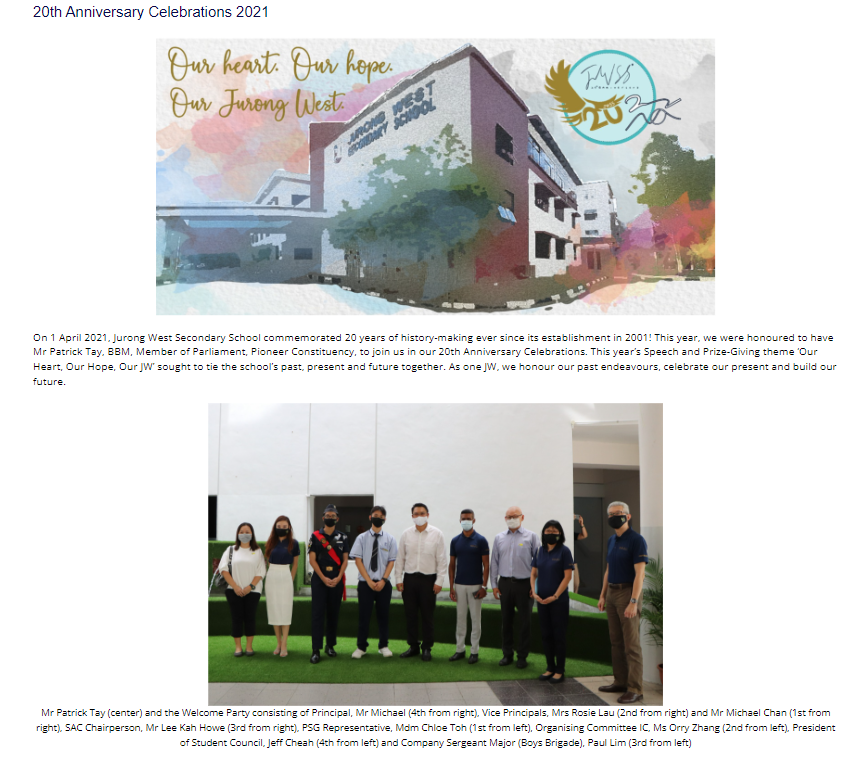 20th Anniversary Celebrations 2021
Our heart. Our hope.
Our Jurong West.
JWSS
20
JURONG WEST
SECONDARY SCHOOL
On 1 April 2021, Jurong West Secondary School commemorated 20 years of history-making ever since its establishment in 2001! This year, we were honoured to have
Mr Patrick Tay, BBM, Member of Parliament, Pioneer Constituency, to join us in our 20th Anniversary Celebrations. This year's Speech and Prize-Giving theme 'Our
Heart, Our Hope, Our JW' sought to tie the school's past, present and future together. As one JW, we honour our past endeavours, celebrate our present and build our
future.
Mr Patrick Tay (center) and the Welcome Party consisting of Principal, Mr Michael (4th from right), Vice Principals, Mrs Rosie Lau (2nd from right) and Mr Michael Chan (1st from
right), SAC Chairperson, Mr Lee Kah Howe (3rd from right), PSG Representative, Mdm Chloe Toh (1st from left), Organising Committee IC, Ms Orry Zhang (2nd from left), President
of Student Council, Jeff Cheah (4th from left) and Company Sergeant Major (Boys Brigade), Paul Lim (3rd from left)